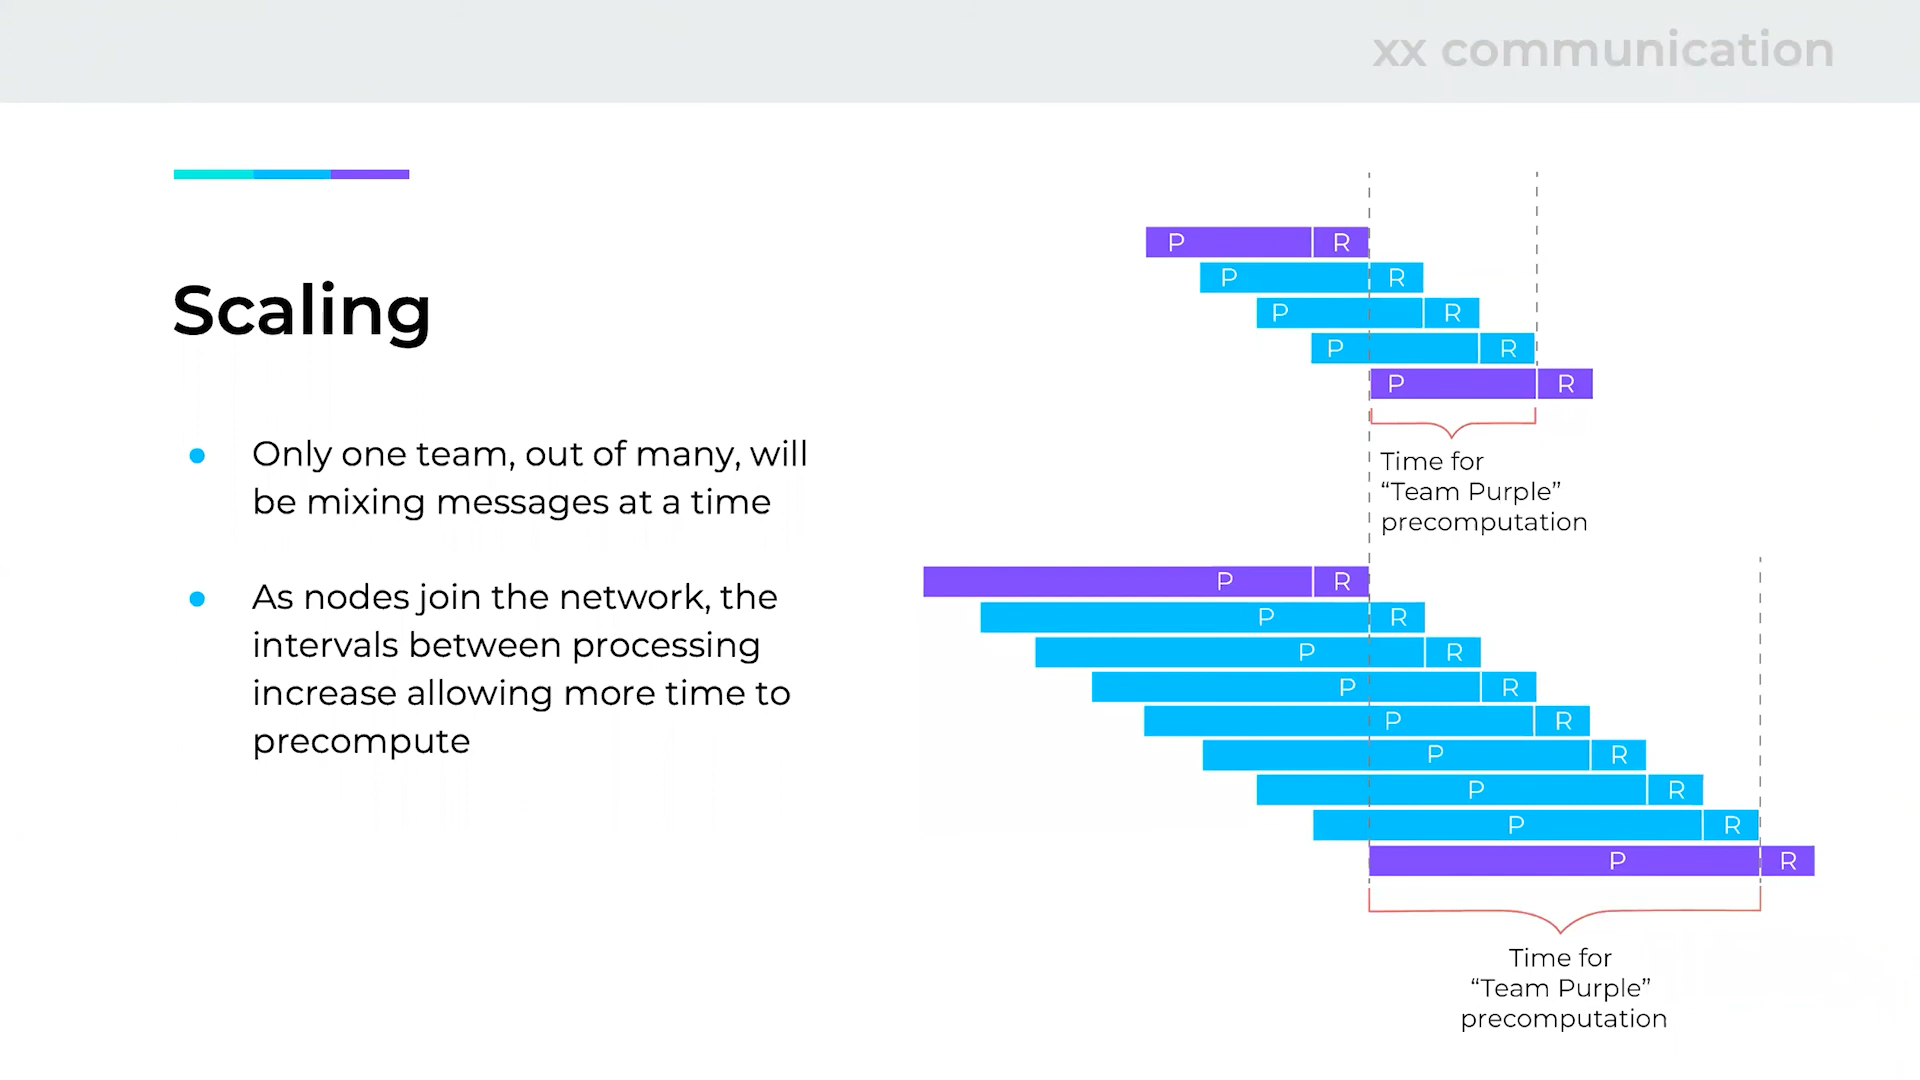 xx communication
Scaling
Only one team, out of many, will
be mixing messages at a time
As nodes join the network, the
intervals between processing
increase allowing more time to
precompute
P R
P R
P R
P R
P R
Time for
“Team Purple”
precomputation
P R
P R
P R
P R
P R
P R
P R
P R
P R
Time for
“Team Purple”
precomputation